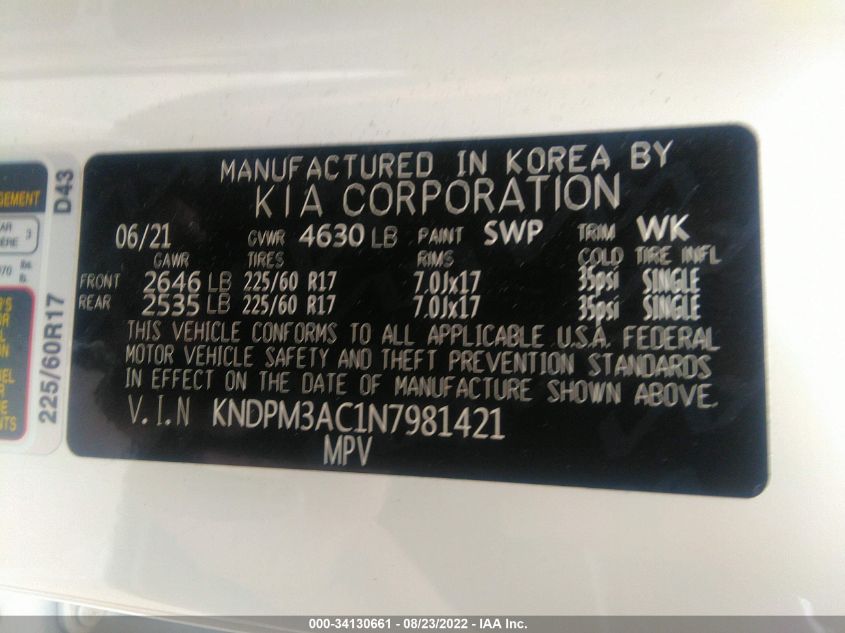 MANUFACTURED IN KOREA BY
KIA CORPORATION
06/21 GVWR 4630 LB PAINT SWP TRIM WK
GAWR TIRES RIMS COLD TIRE INFL
FRONT 2646 LB 225/60 R17 7.0Jx17 35psi SINGLE
REAR 2535 LB 225/60 R17 7.0Jx17 35psi SINGLE
THIS VEHICLE CONFORMS TO ALL APPLICABLE U.S.A. FEDERAL
MOTOR VEHICLE SAFETY AND THEFT PREVENTION STANDARDS
IN EFFECT ON THE DATE OF MANUFACTURE SHOWN ABOVE.
V.I.N KNDPM3AC1N7981421
MPV
225/60R17 D43
000-34130661 - 08/23/2022 - IAA Inc.